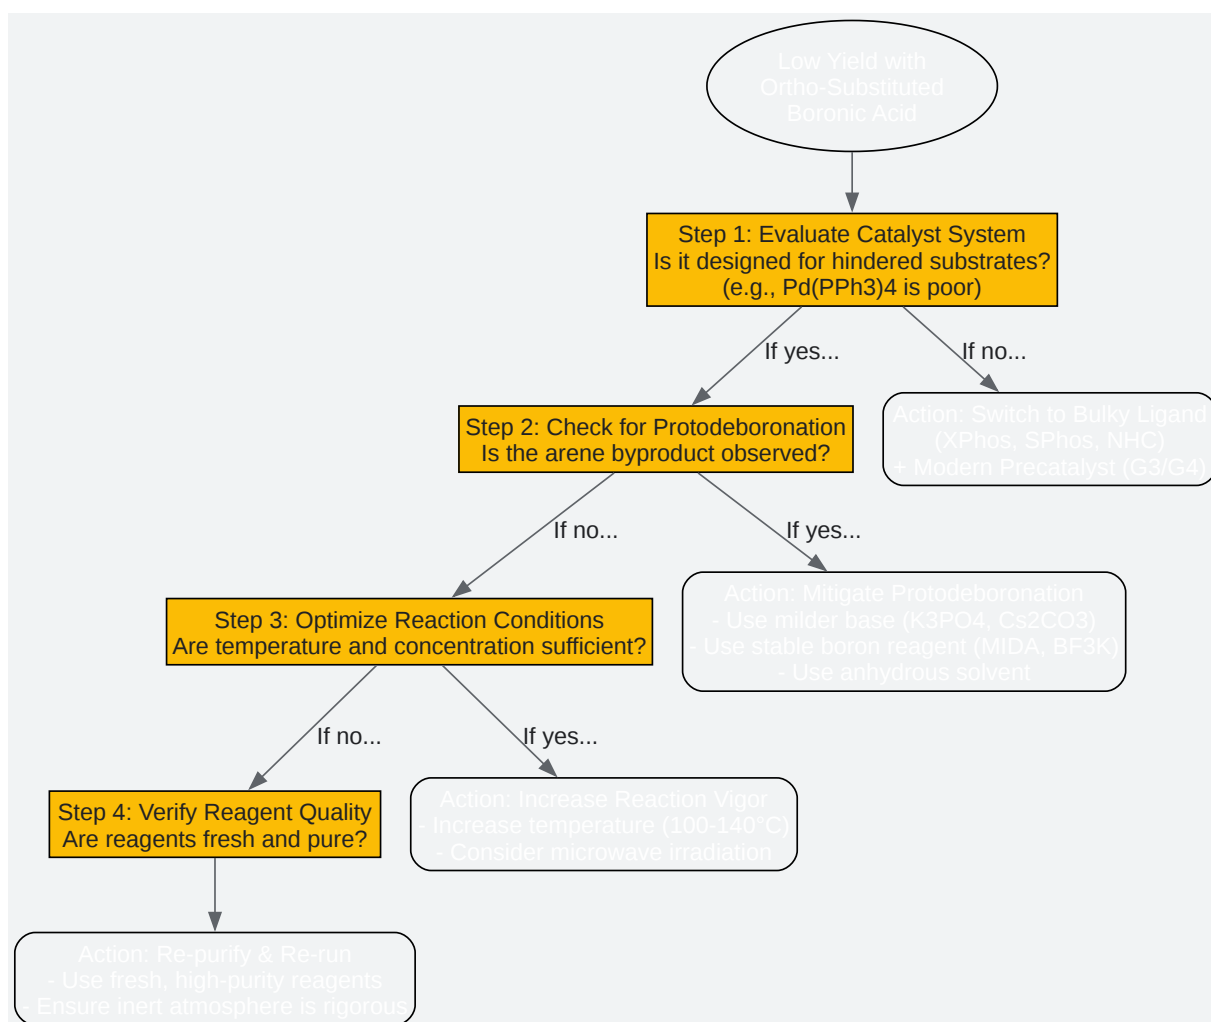 Low Yield with
Ortho-Substituted
Boronic Acid
Step 1: Evaluate Catalyst System
Is it designed for hindered substrates?
(e.g., Pd(PPh3)4 is poor)
If yes...
If no...
Step 2: Check for Protodeboronation
Is the arene byproduct observed?
Action: Switch to Bulky Ligand
(XPhos, SPhos, NHC)
+ Modern Precatalyst (G3/G4)
If no...
If yes...
Step 3: Optimize Reaction Conditions
Are temperature and concentration sufficient?
Action: Mitigate Protodeboronation
- Use milder base (K3PO4, Cs2CO3)
- Use stable boron reagent (MIDA, BF3K)
- Use anhydrous solvent
If no...
If yes...
Step 4: Verify Reagent Quality
Are reagents fresh and pure?
Action: Increase Reaction Vigor
- Increase temperature (100-140°C)
- Consider microwave irradiation
Action: Re-purify & Re-run
- Use fresh, high-purity reagents
- Ensure inert atmosphere is rigorous